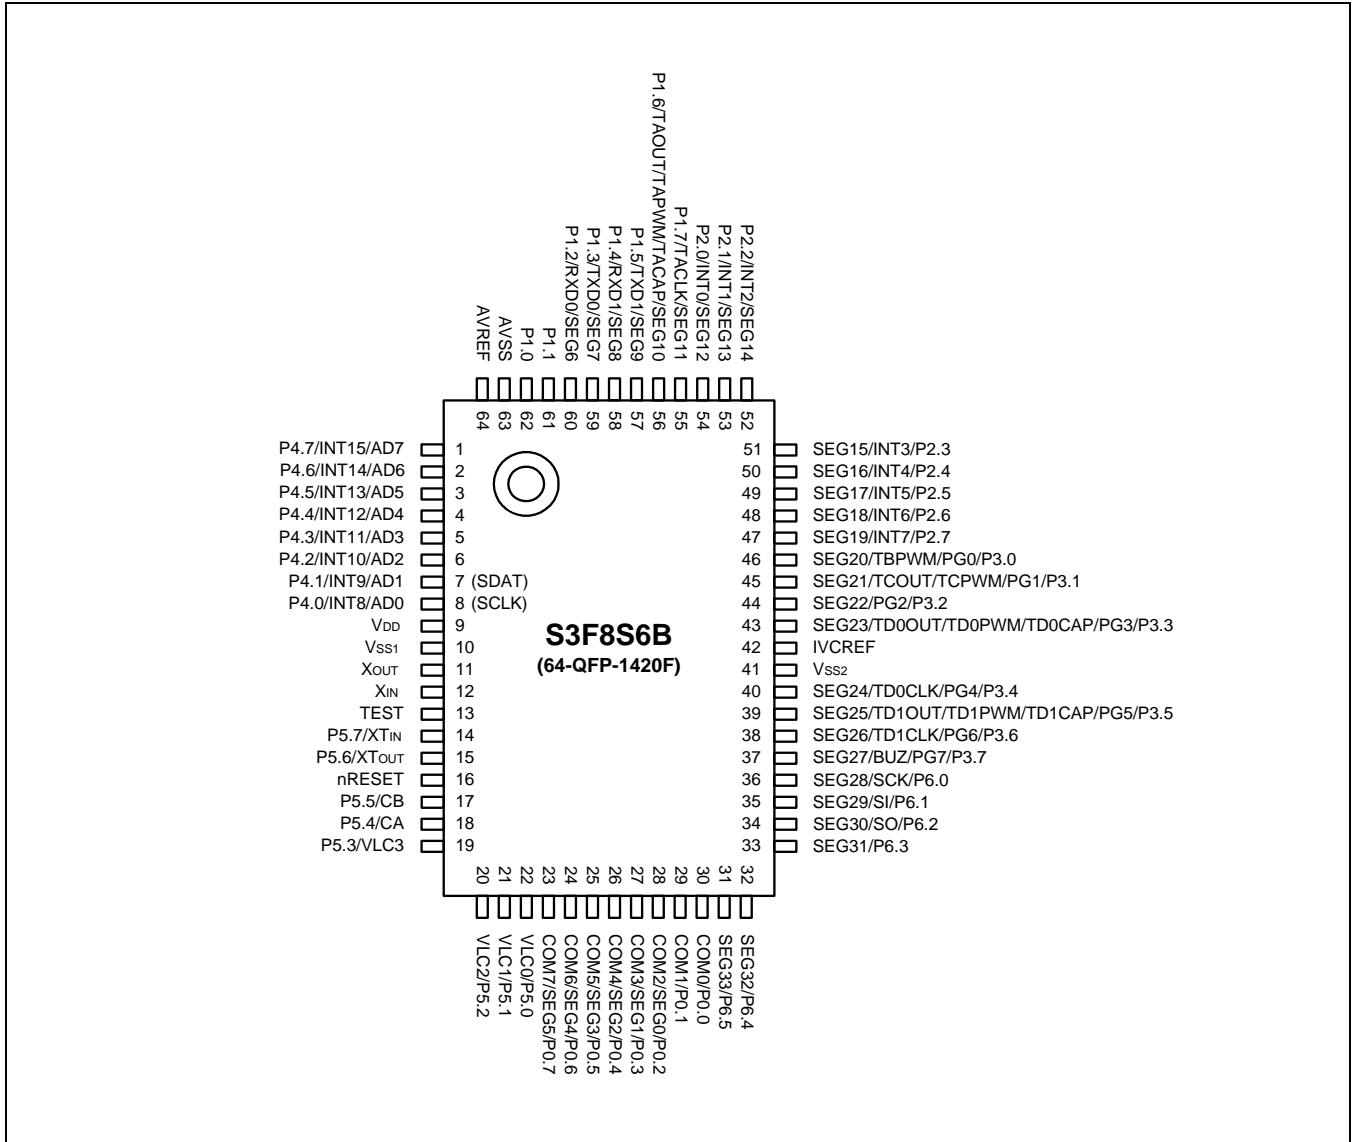 P1.6/TAOUT/TAPWM/TACAP/SEG10
AVREF
AVSS
P1.0
P1.1
P1.2/RXD0/SEG6
P1.3/TXD0/SEG7
P1.4/RXD1/SEG8
P1.5/TXD1/SEG9
P1.7/TACLK/SEG11
P2.0/INT0/SEG12
P2.1/INT1/SEG13
P2.2/INT2/SEG14
64 63 62 61 60 59 58 57 56 55 54 53 52
P4.7/INT15/AD7 1
P4.6/INT14/AD6 2
P4.5/INT13/AD5 3
P4.4/INT12/AD4 4
P4.3/INT11/AD3 5
P4.2/INT10/AD2 6
P4.1/INT9/AD1 7 (SDAT)
P4.0/INT8/AD0 8 (SCLK)
VDD 9
VSS1 10
XOUT 11
XIN 12
TEST 13
P5.7/XTIN 14
P5.6/XTOUT 15
nRESET 16
P5.5/CB 17
P5.4/CA 18
P5.3/VLC3 19
S3F8S6B
(64-QFP-1420F)
51 SEG15/INT3/P2.3
50 SEG16/INT4/P2.4
49 SEG17/INT5/P2.5
48 SEG18/INT6/P2.6
47 SEG19/INT7/P2.7
46 SEG20/TBPWM/PG0/P3.0
45 SEG21/TCOUT/TCPWM/PG1/P3.1
44 SEG22/PG2/P3.2
43 SEG23/TD0OUT/TD0PWM/TD0CAP/PG3/P3.3
42 IVCREF
41 VSS2
40 SEG24/TD0CLK/PG4/P3.4
39 SEG25/TD1OUT/TD1PWM/TD1CAP/PG5/P3.5
38 SEG26/TD1CLK/PG6/P3.6
37 SEG27/BUZ/PG7/P3.7
36 SEG28/SCK/P6.0
35 SEG29/SI/P6.1
34 SEG30/SO/P6.2
33 SEG31/P6.3
20 21 22 23 24 25 26 27 28 29 30 31 32
VLC2/P5.2
VLC1/P5.1
VLC0/P5.0
COM7/SEG5/P0.7
COM6/SEG4/P0.6
COM5/SEG3/P0.5
COM4/SEG2/P0.4
COM3/SEG1/P0.3
COM2/SEG0/P0.2
COM1/P0.1
COM0/P0.0
SEG33/P6.5
SEG32/P6.4